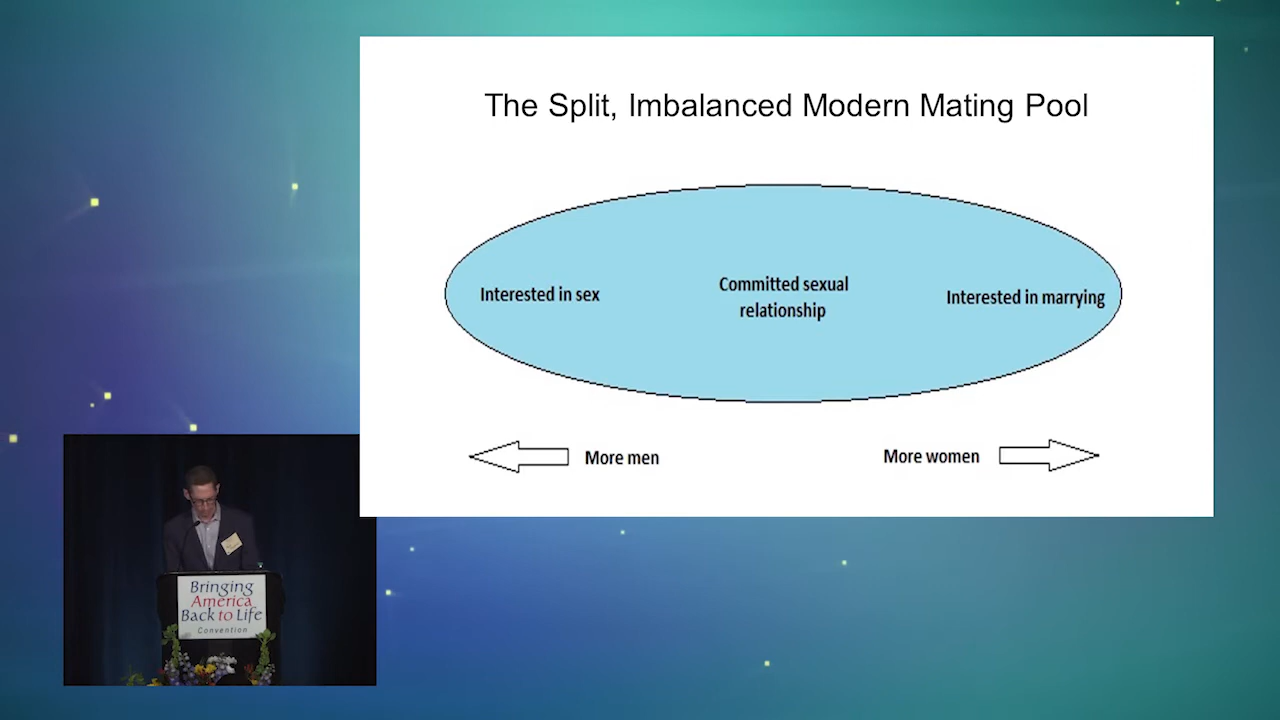 The Split, Imbalanced Modern Mating Pool
Interested in sex
Committed sexual
relationship
Interested in marrying
More men
More women
Bringing
America
Back to Life
Convention